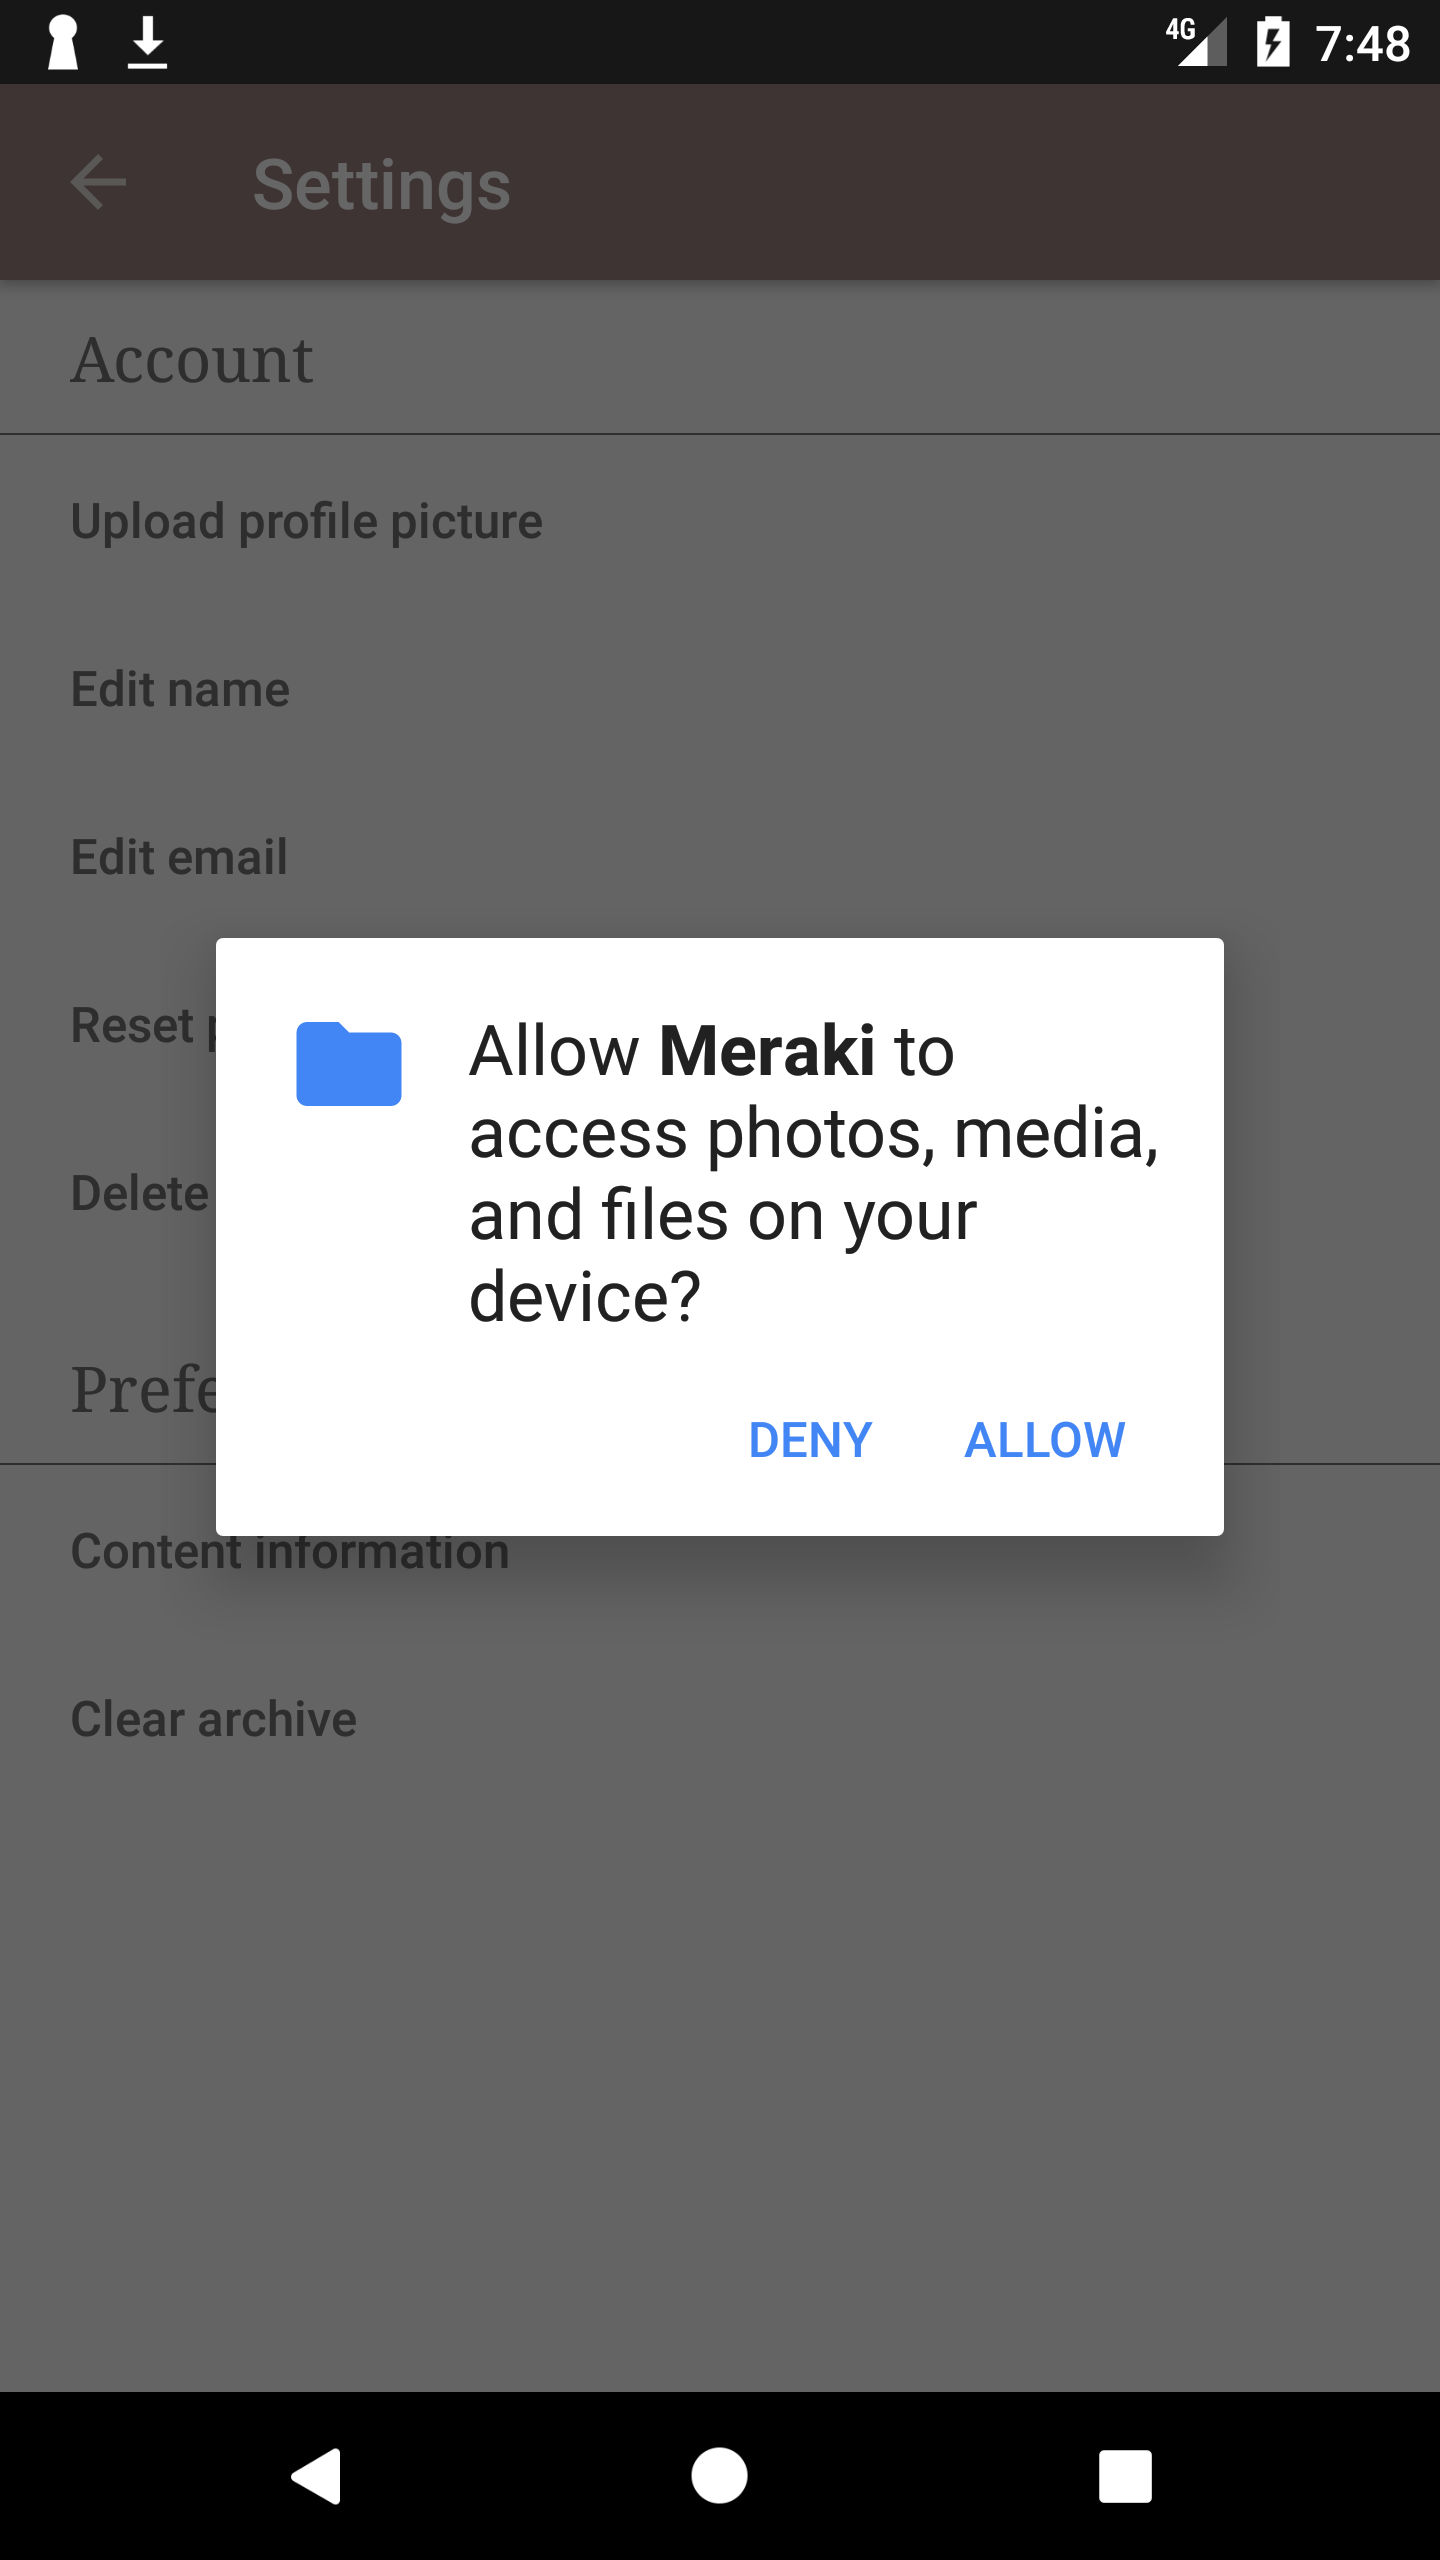 4G 7:48
Settings
Account
Upload profile picture
Edit name
Edit email
Reset
Delete
Allow Meraki to
access photos, media,
and files on your
device?
DENY ALLOW
Content information
Clear archive